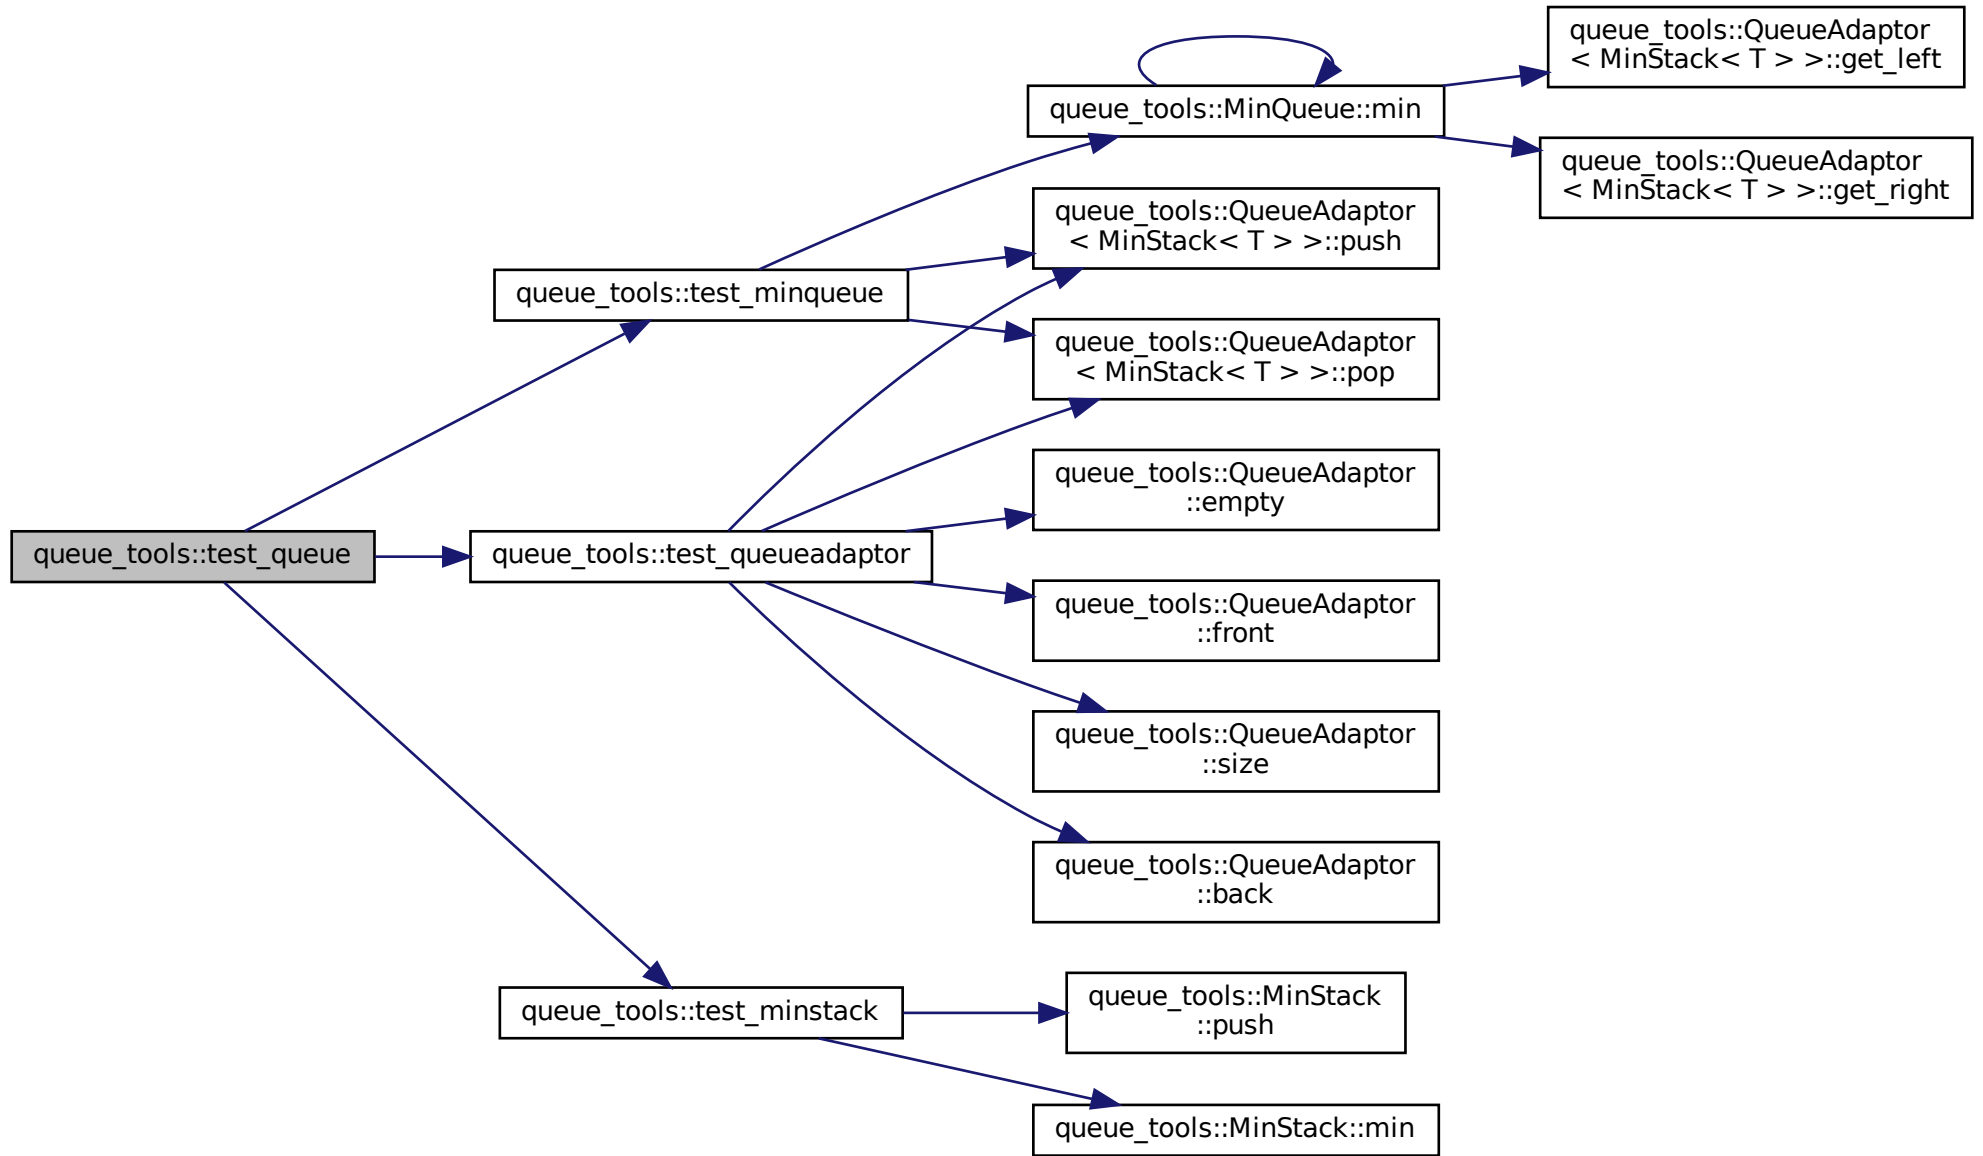 queue_tools::test_queue
queue_tools::test_minqueue
queue_tools::test_queueadaptor
queue_tools::test_minstack
queue_tools::MinQueue::min
queue_tools::QueueAdaptor
< MinStack< T > >::push
queue_tools::QueueAdaptor
< MinStack< T > >::pop
queue_tools::QueueAdaptor
::empty
queue_tools::QueueAdaptor
::front
queue_tools::QueueAdaptor
::size
queue_tools::QueueAdaptor
::back
queue_tools::MinStack
::push
queue_tools::MinStack::min
queue_tools::QueueAdaptor
< MinStack< T > >::get_left
queue_tools::QueueAdaptor
< MinStack< T > >::get_right